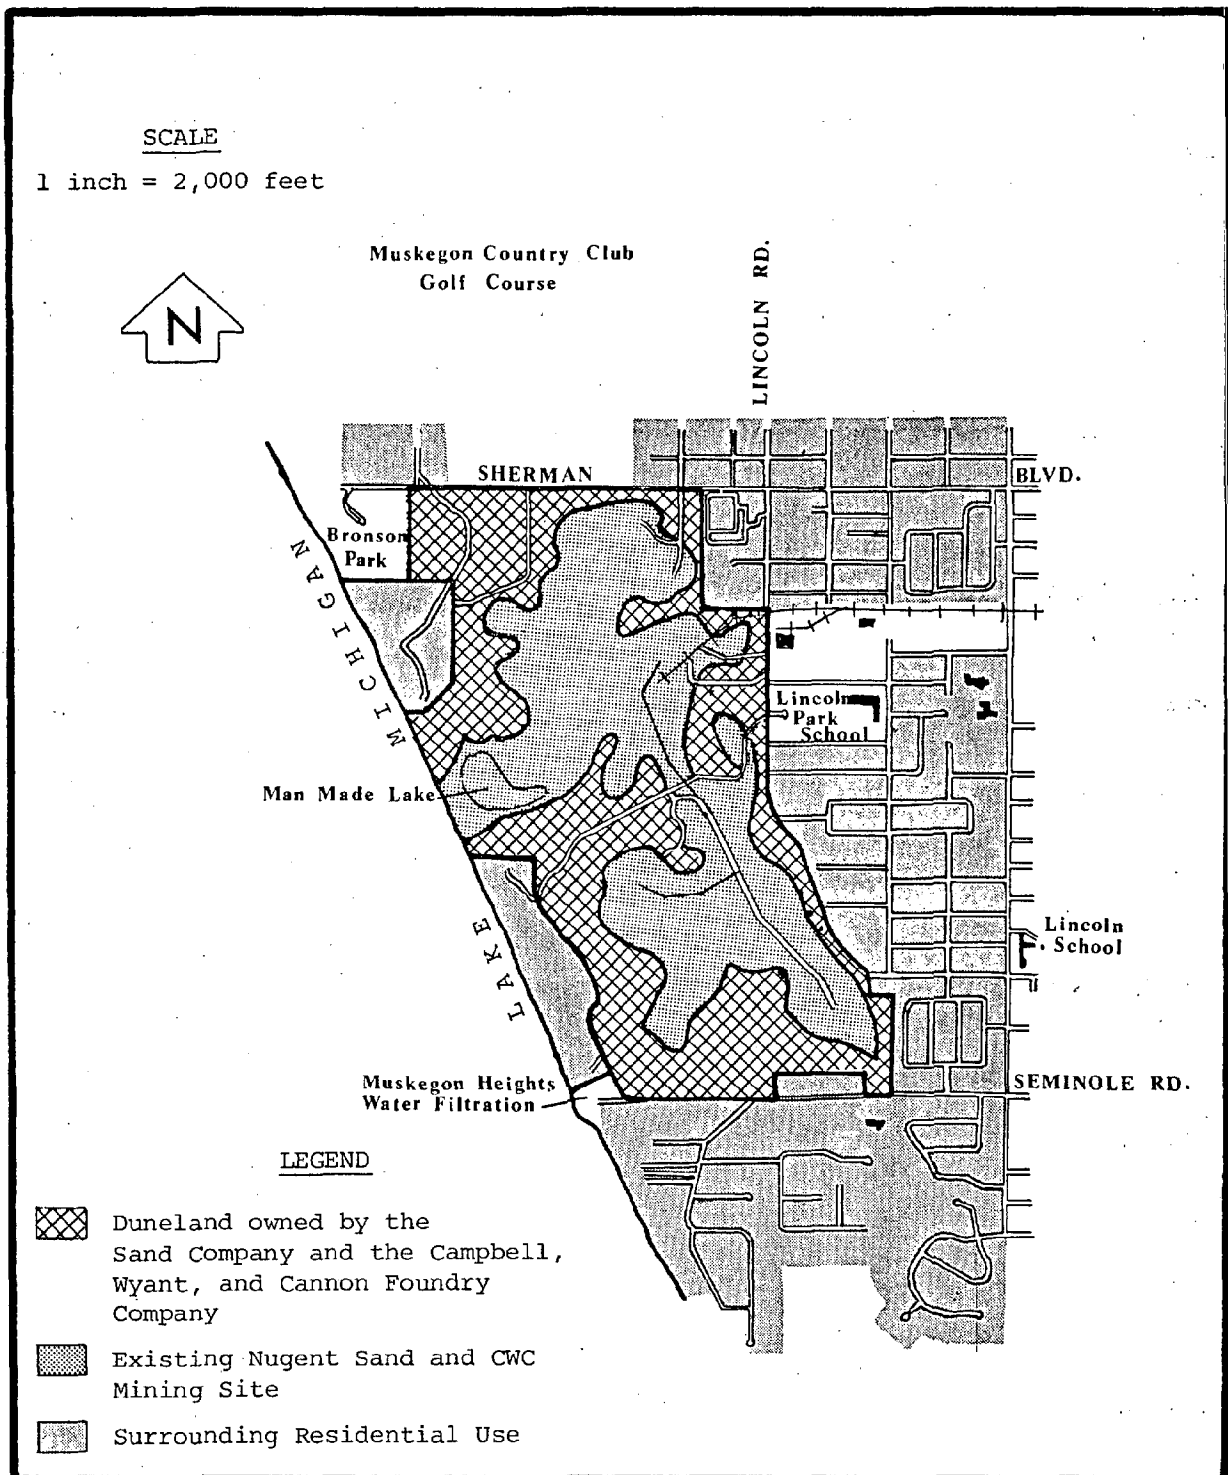 SCALE
1 inch = 2,000 feet
Muskegon Country Club
Golf Course
N
LINCOLN RD.
SHERMAN
BLVD.
Bronson
Park
LAKE MICHIGAN
Lincoln
Park
School
Man Made Lake
Lincoln
School
Muskegon Heights
Water Filtration
SEMINOLE RD.
LEGEND
Duneland owned by the
Sand Company and the Campbell,
Wyant, and Cannon Foundry
Company
Existing Nugent Sand and CWC
Mining Site
Surrounding Residential Use